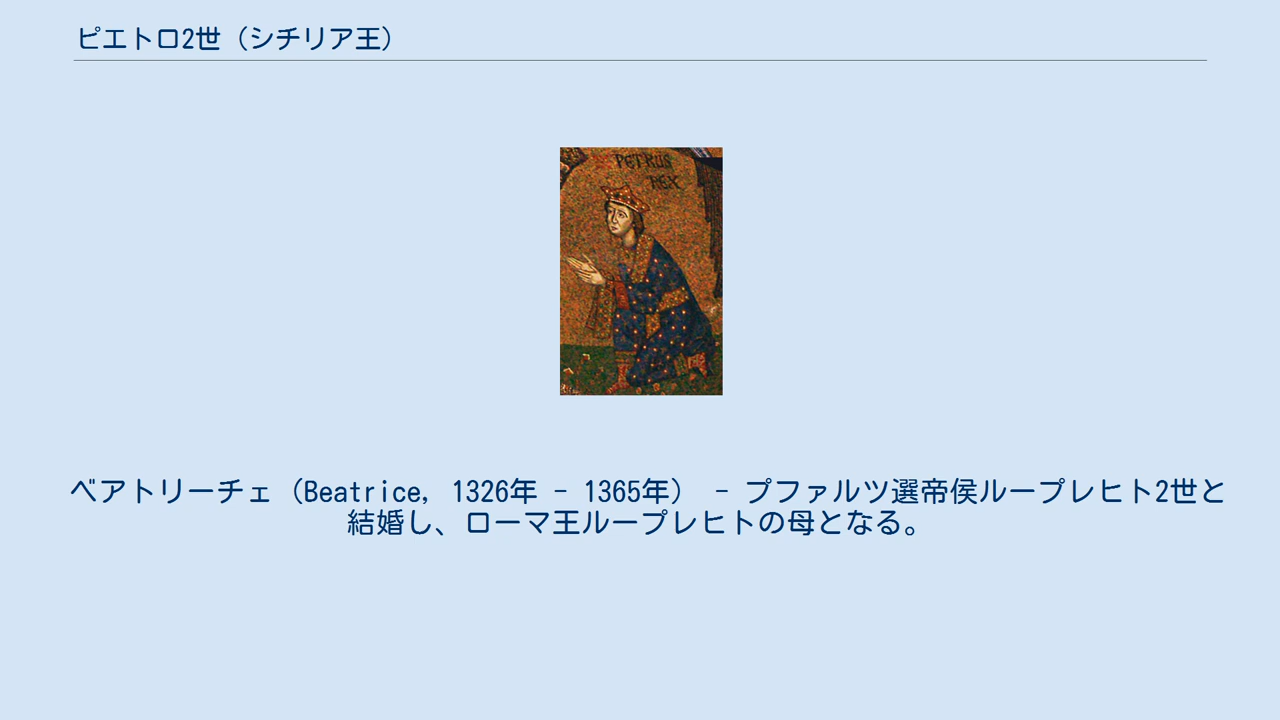 ピエトロ2世（シチリア王）
PETRUS
REX
ベアトリーチェ（Beatrice, 1326年 - 1365年） - プファルツ選帝侯ループレヒト2世と
結婚し、ローマ王ループレヒトの母となる。